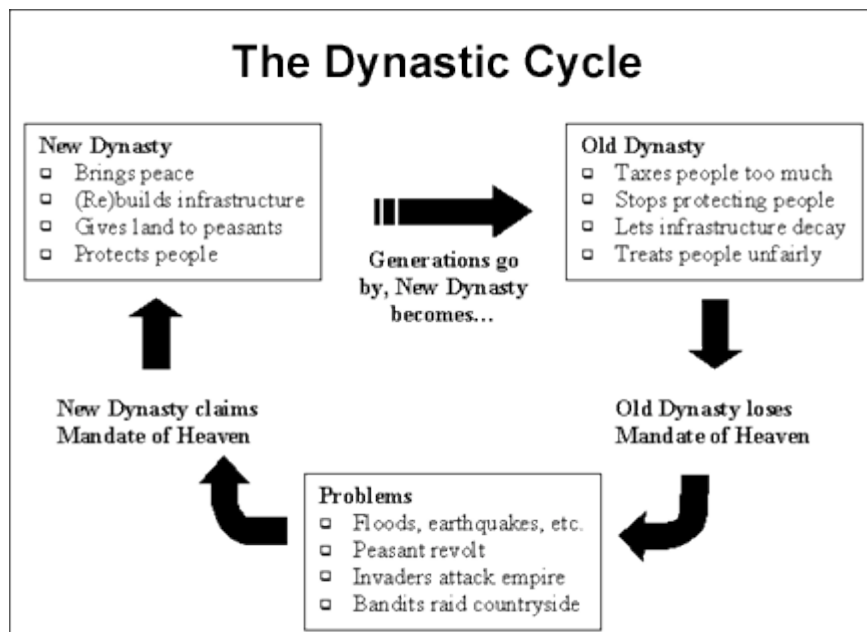 The Dynastic Cycle
New Dynasty
Brings peace
(Re)builds infrastructure
Gives land to peasants
Protects people
Generations go
by, New Dynasty
becomes...
Old Dynasty
Taxes people too much
Stops protecting people
Lets infrastructure decay
Treats people unfairly
Old Dynasty loses
Mandate of Heaven
Problems
Floods, earthquakes, etc.
Peasant revolt
Invaders attack empire
Bandits raid countryside
New Dynasty claims
Mandate of Heaven